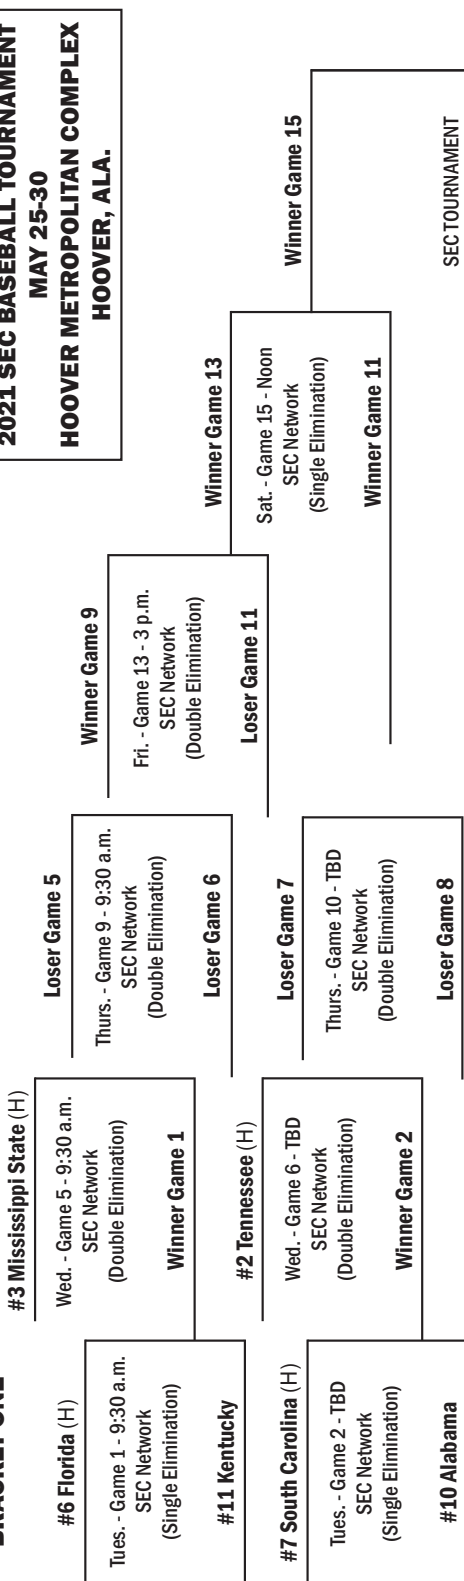 2021 SEC BASEBALL TOURNAMENT
MAY 25-30
HOOVER METROPOLITAN COMPLEX
HOOVER, ALA.
BRACKET ONE
#6 Florida (H)
Tues. - Game 1 - 9:30 a.m.
SEC Network
(Single Elimination)
#11 Kentucky
#7 South Carolina (H)
Tues. - Game 2 - TBD
SEC Network
(Single Elimination)
#10 Alabama
#3 Mississippi State (H)
Wed. - Game 5 - 9:30 a.m.
SEC Network
(Double Elimination)
Winner Game 1
#2 Tennessee (H)
Wed. - Game 6 - TBD
SEC Network
(Double Elimination)
Winner Game 2
Loser Game 5
Thurs. - Game 9 - 9:30 a.m.
SEC Network
(Double Elimination)
Loser Game 6
Loser Game 7
Thurs. - Game 10 - TBD
SEC Network
(Double Elimination)
Loser Game 8
Winner Game 9
Fri. - Game 13 - 3 p.m.
SEC Network
(Double Elimination)
Loser Game 11
Winner Game 13
Sat. - Game 15 - Noon
SEC Network
(Single Elimination)
Winner Game 11
Winner Game 15
SEC TOURNAMENT